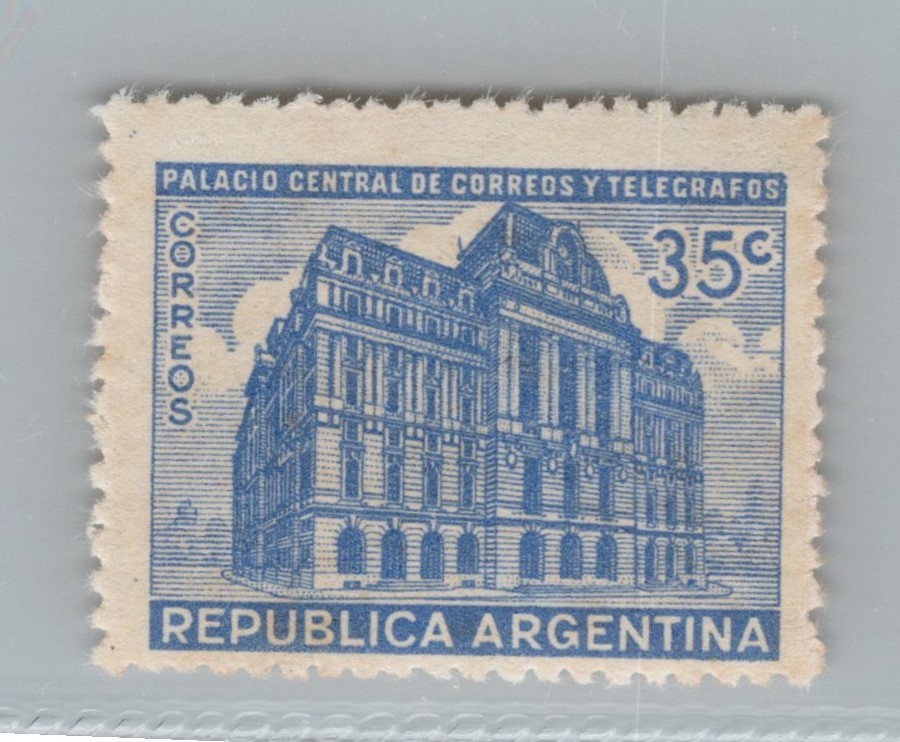 PALACIO CENTRAL DE CORREOS Y TELEGRAFOS
CORREOS
35c
REPUBLICA ARGENTINA